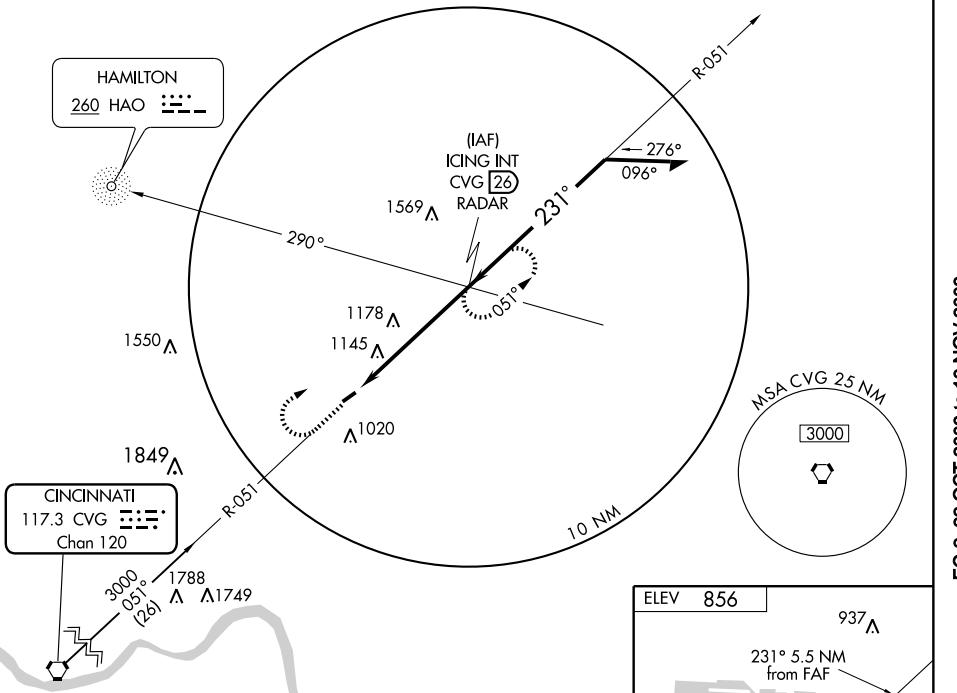 HAMILTON
260 HAO
R-051
(IAF)
ICING INT
CVG 26
RADAR
276°
096°
231°
1569
290°
051°
1178
1145
1550
1020
MSA CVG 25 NM
3000
1849
CINCINNATI
117.3 CVG
Chan 120
R-051
10 NM
3000
051°
(26)
1788
1749
ELEV 856
937
231° 5.5 NM
from FAF